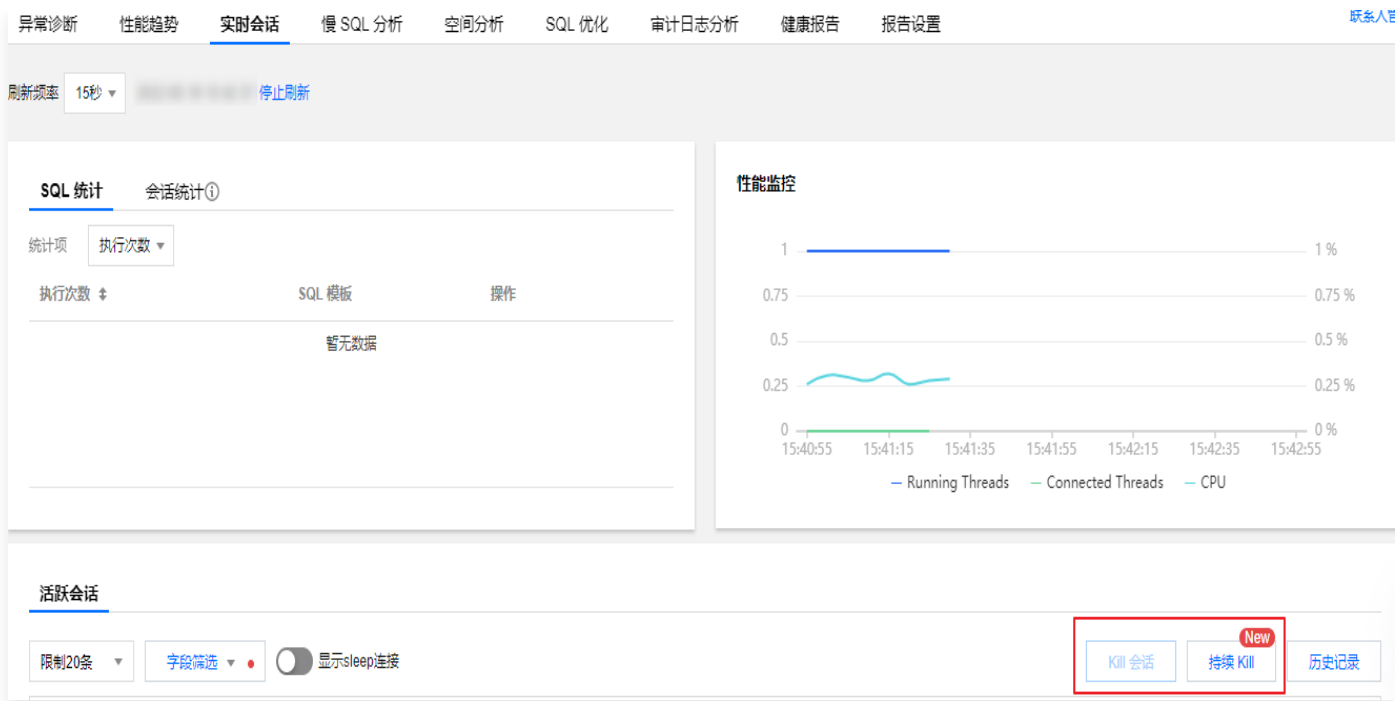 异常诊断 性能趋势 实时会话 慢 SQL 分析 空间分析 SQL 优化 审计日志分析 健康报告 报告设置
刷新频率 15秒 停止刷新
SQL 统计 会话统计
统计项 执行次数
执行次数 SQL 模板 操作
暂无数据
性能监控
1 1 %
0.75 0.75 %
0.5 0.5 %
0.25 0.25 %
0 0 %
15:40:55 15:41:15 15:41:35 15:41:55 15:42:15 15:42:35 15:42:55
Running Threads Connected Threads CPU
活跃会话
New
限制20条 字段筛选 显示sleep连接 Kill 会话 持续 Kill 历史记录